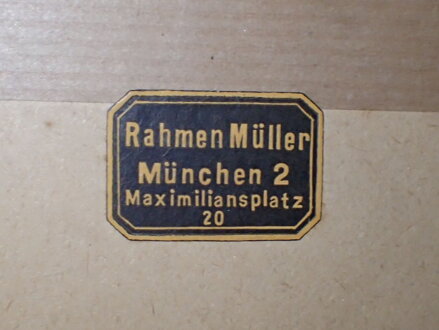 Rahmen Müller
München 2
Maximiliansplatz
20